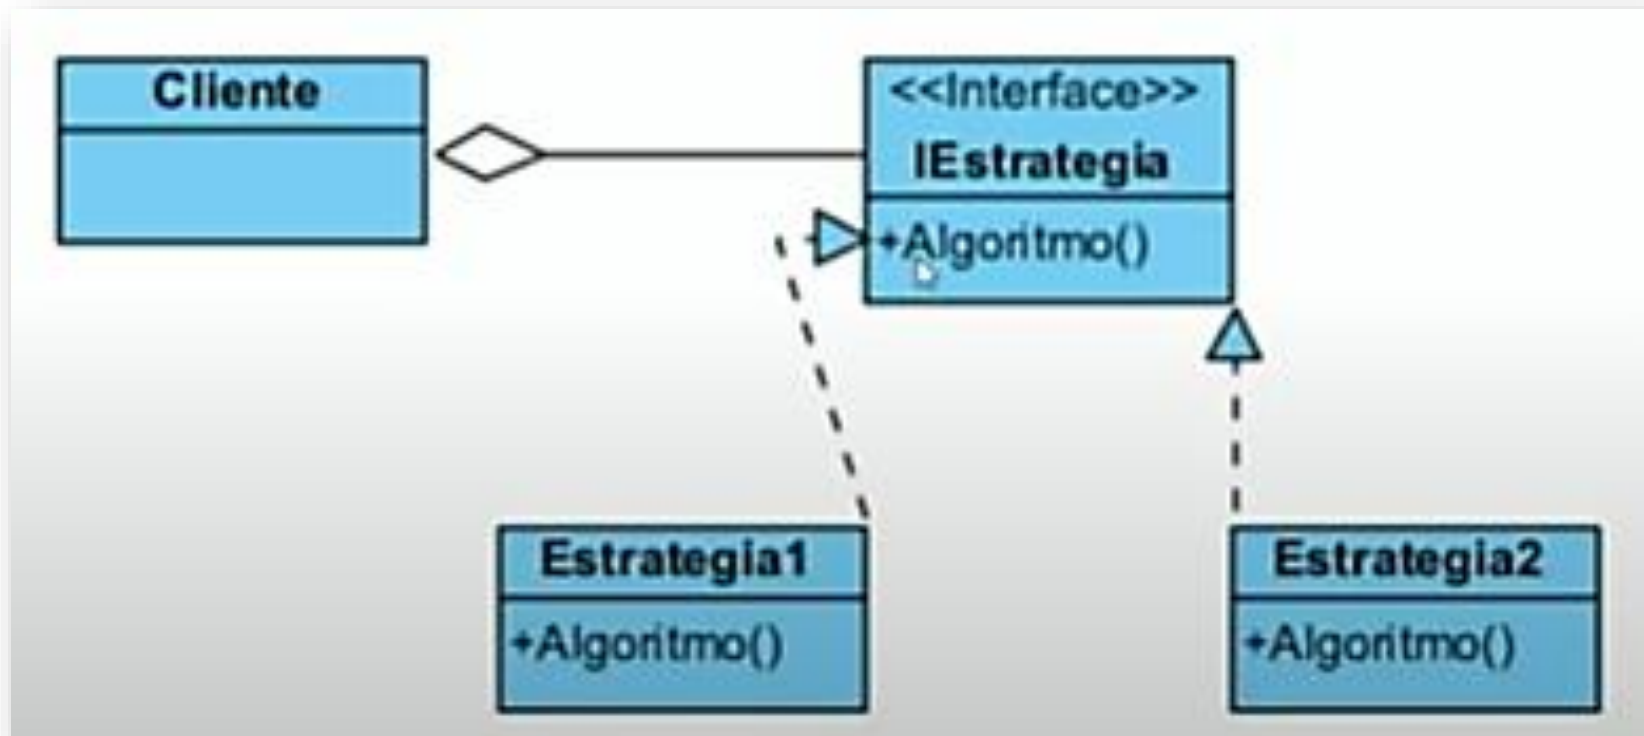 Cliente
<<Interface>>
IEstrategia
+Algoritmo()
Estrategia1
+Algoritmo()
Estrategia2
+Algoritmo()